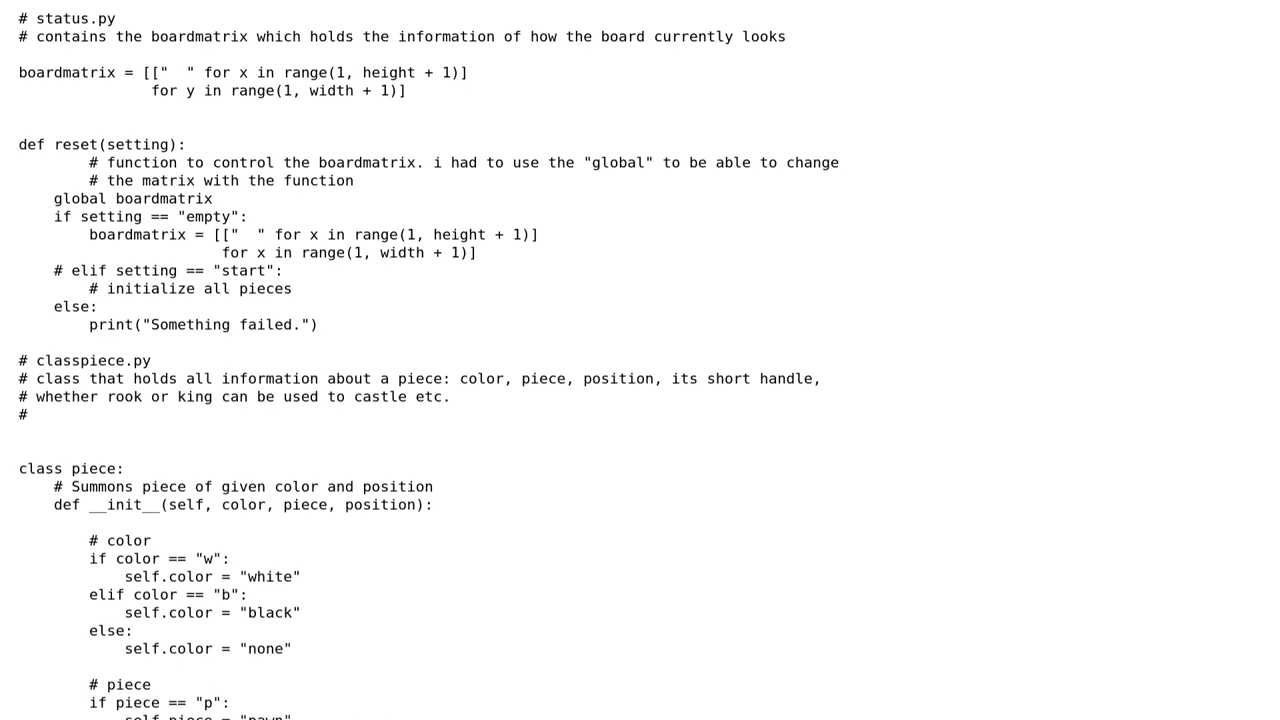 # status.py
# contains the boardmatrix which holds the information of how the board currently looks

boardmatrix = [["  " for x in range(1, height + 1)]
               for y in range(1, width + 1)]


def reset(setting):
        # function to control the boardmatrix. i had to use the "global" to be able to change
        # the matrix with the function
    global boardmatrix
    if setting == "empty":
        boardmatrix = [["  " for x in range(1, height + 1)]
                       for x in range(1, width + 1)]
    # elif setting == "start":
        # initialize all pieces
    else:
        print("Something failed.")

# classpiece.py
# class that holds all information about a piece: color, piece, position, its short handle,
# whether rook or king can be used to castle etc.
#


class piece:
    # Summons piece of given color and position
    def __init__(self, color, piece, position):

        # color
        if color == "w":
            self.color = "white"
        elif color == "b":
            self.color = "black"
        else:
            self.color = "none"

        # piece
        if piece == "p":
            self.piece = "pawn"